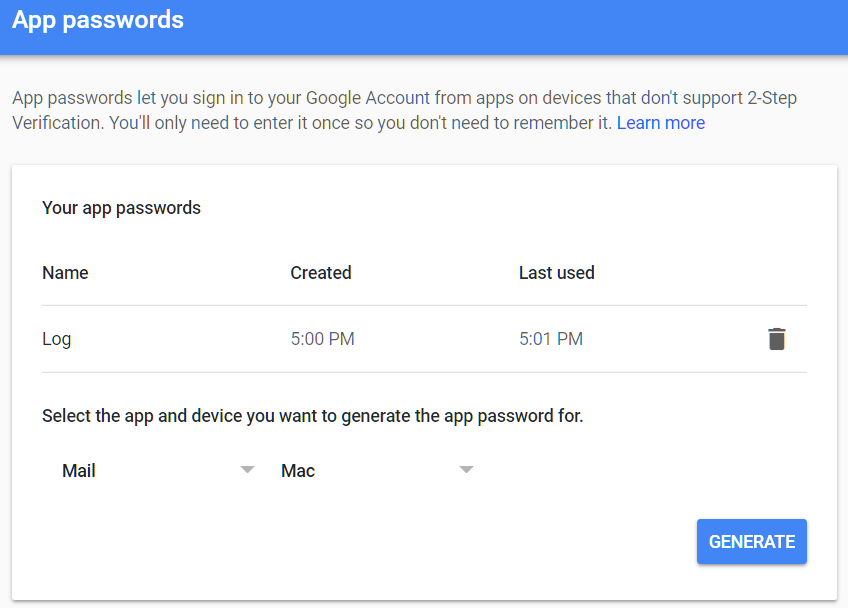 App passwords
App passwords let you sign in to your Google Account from apps on devices that don't support 2-Step
Verification. You'll only need to enter it once so you don't need to remember it. Learn more
Your app passwords
Name Created Last used
Log 5:00 PM 5:01 PM
Select the app and device you want to generate the app password for.
Mail Mac
GENERATE